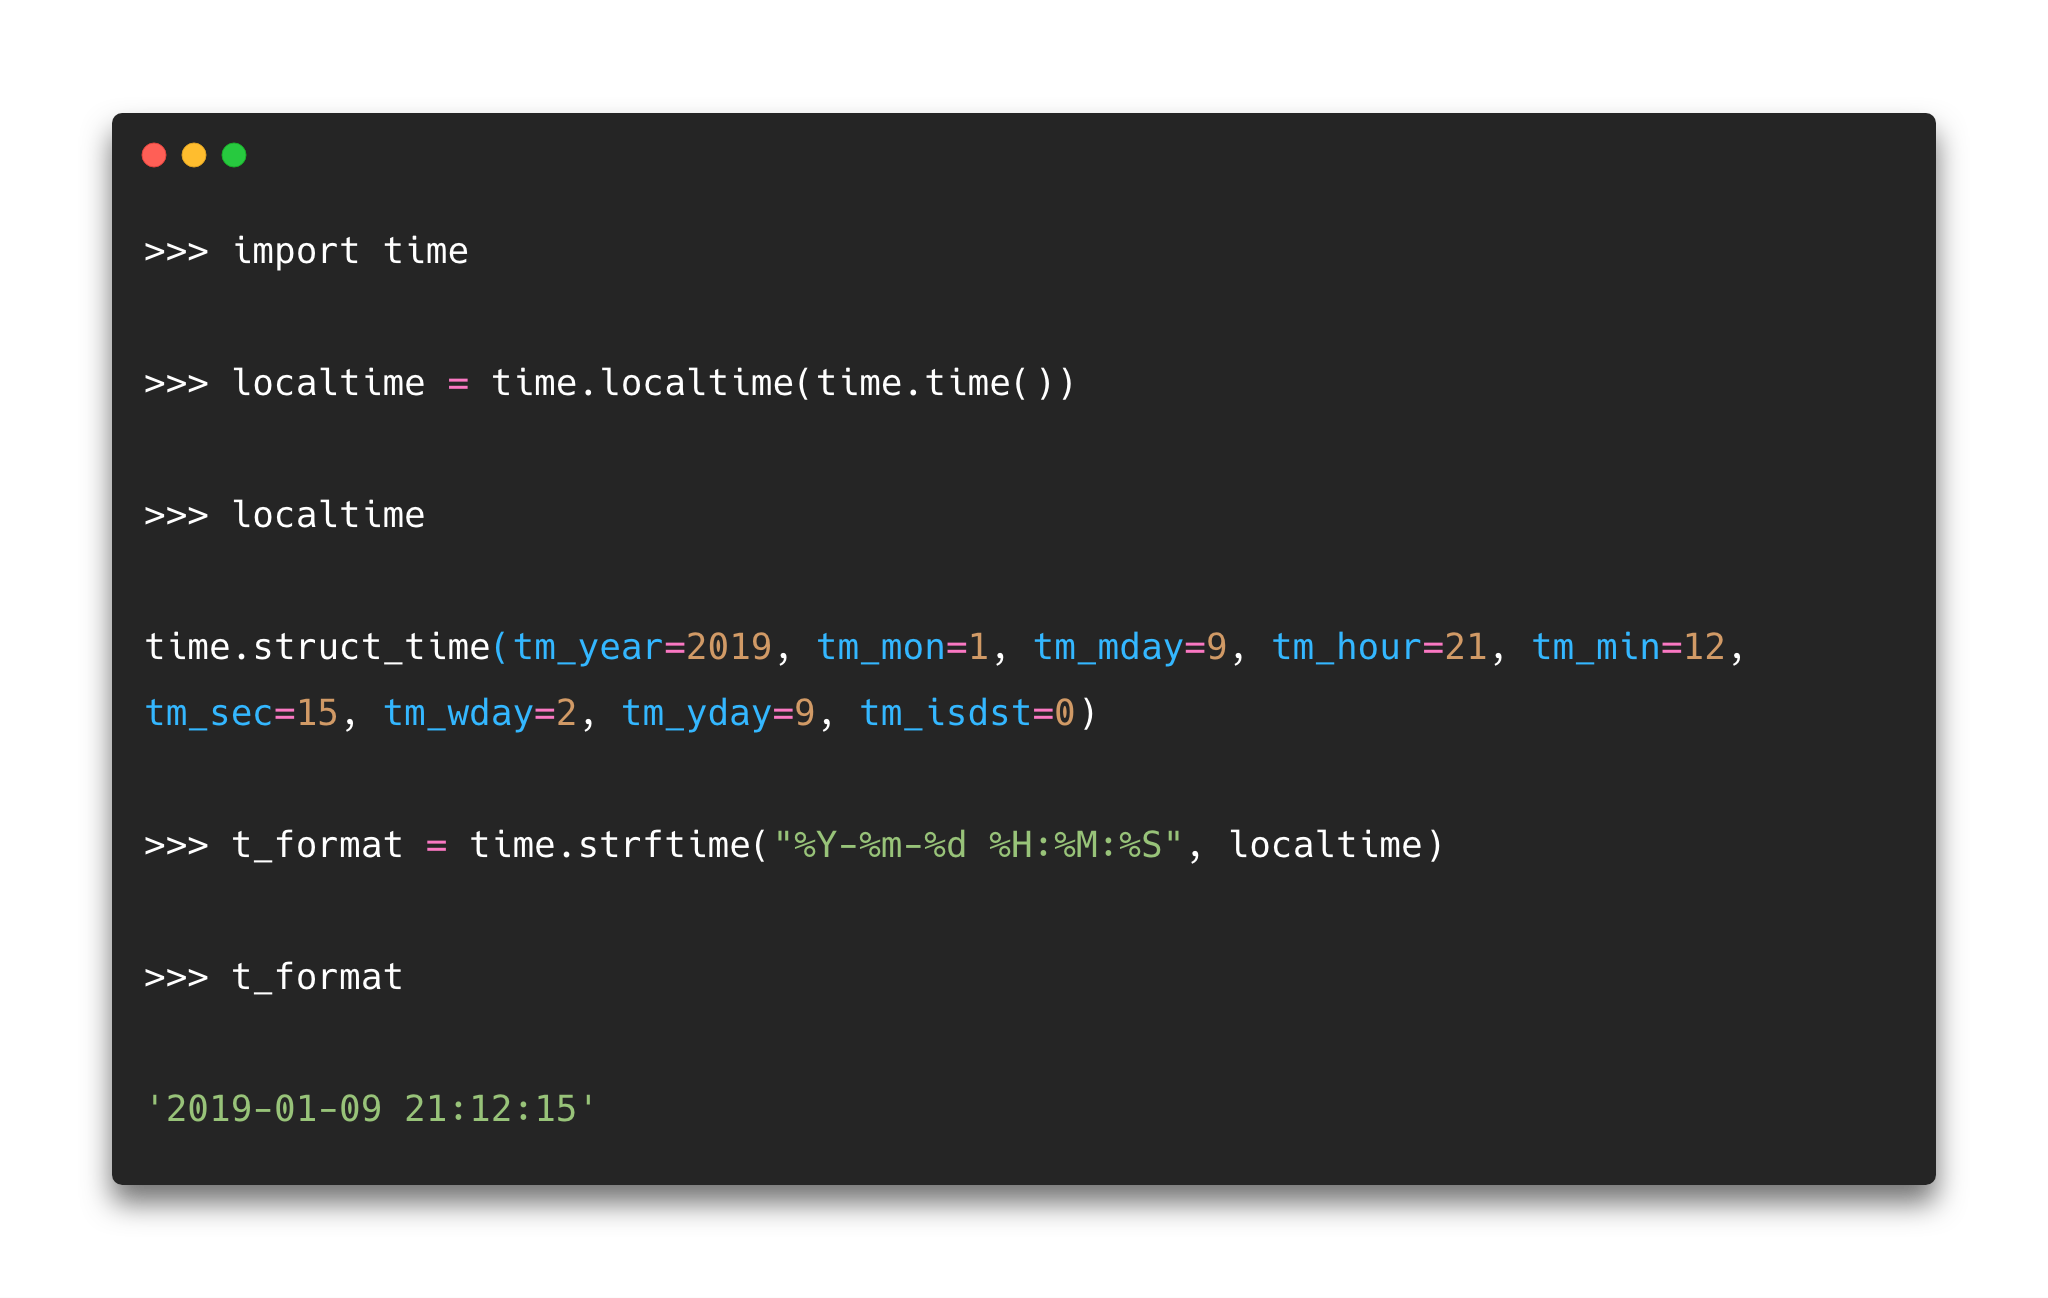 >>> import time
>>> localtime = time.localtime(time.time())
>>> localtime
time.struct_time(tm_year=2019, tm_mon=1, tm_mday=9, tm_hour=21, tm_min=12,
tm_sec=15, tm_wday=2, tm_yday=9, tm_isdst=0)
>>> t_format = time.strftime("%Y-%m-%d %H:%M:%S", localtime)
>>> t_format
'2019-01-09 21:12:15'